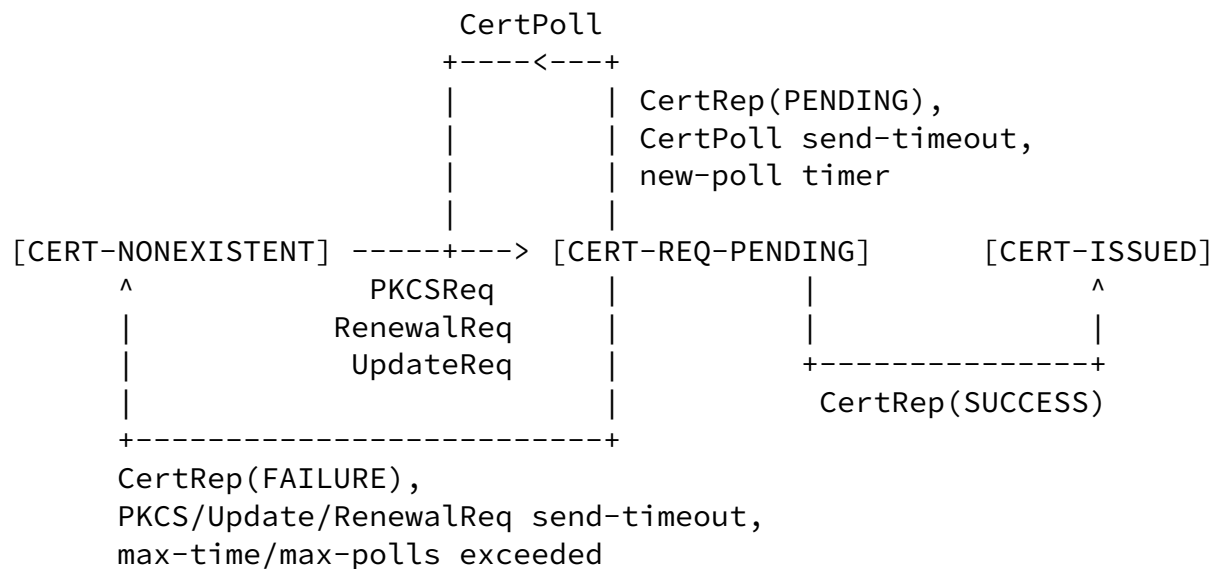 CertPoll
+----<---+
|        | CertRep(PENDING),
|        | CertPoll send-timeout,
|        | new-poll timer
|        |
[CERT-NONEXISTENT] -----+---> [CERT-REQ-PENDING]      [CERT-ISSUED]
^             PKCSReq      |          |               ^
|           RenewalReq     |          |               |
|            UpdateReq     |          +---------------+
|                          |           CertRep(SUCCESS)
+--------------------------+
CertRep(FAILURE),
PKCS/Update/RenewalReq send-timeout,
max-time/max-polls exceeded